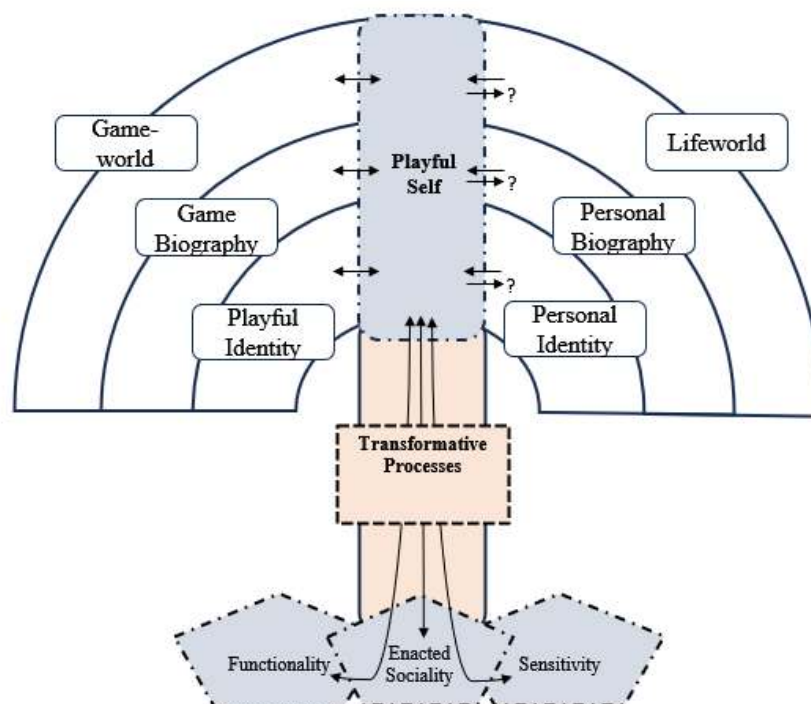 ?
Game-
world
Lifeworld
Playful
Self
?
Game
Biography
Personal
Biography
?
Playful
Identity
Personal
Identity
Transformative
Processes
Functionality
Enacted
Sociality
Sensitivity